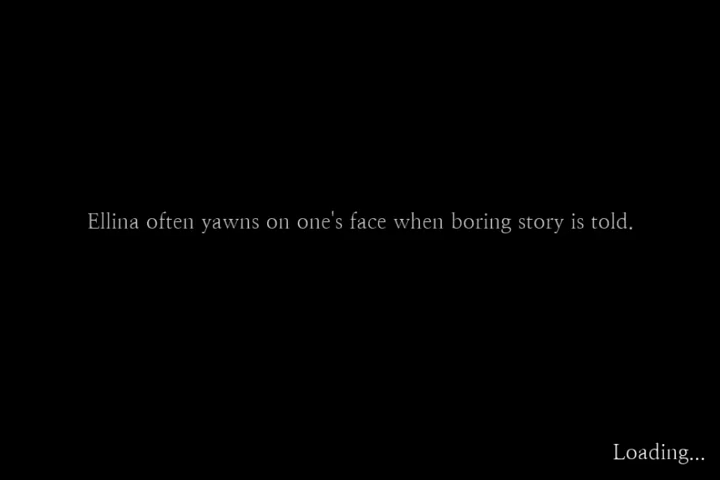 Ellina often yawns on one's face when boring story is told.
Loading...